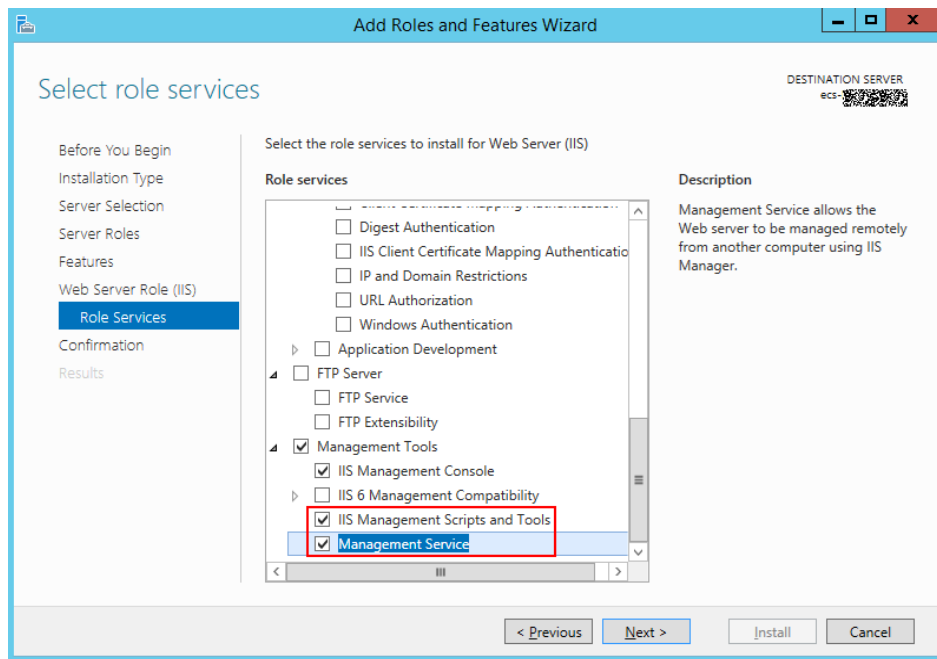 Add Roles and Features Wizard
Select role services
DESTINATION SERVER
ecs-
Before You Begin
Installation Type
Server Selection
Server Roles
Features
Web Server Role (IIS)
Role Services
Confirmation
Results
Select the role services to install for Web Server (IIS)
Role services
Digest Authentication
IIS Client Certificate Mapping Authenticatio
IP and Domain Restrictions
URL Authorization
Windows Authentication
Application Development
FTP Server
FTP Service
FTP Extensibility
Management Tools
IIS Management Console
IIS 6 Management Compatibility
IIS Management Scripts and Tools
Management Service
Description
Management Service allows the
Web server to be managed remotely
from another computer using IIS
Manager.
< Previous
Next >
Install
Cancel